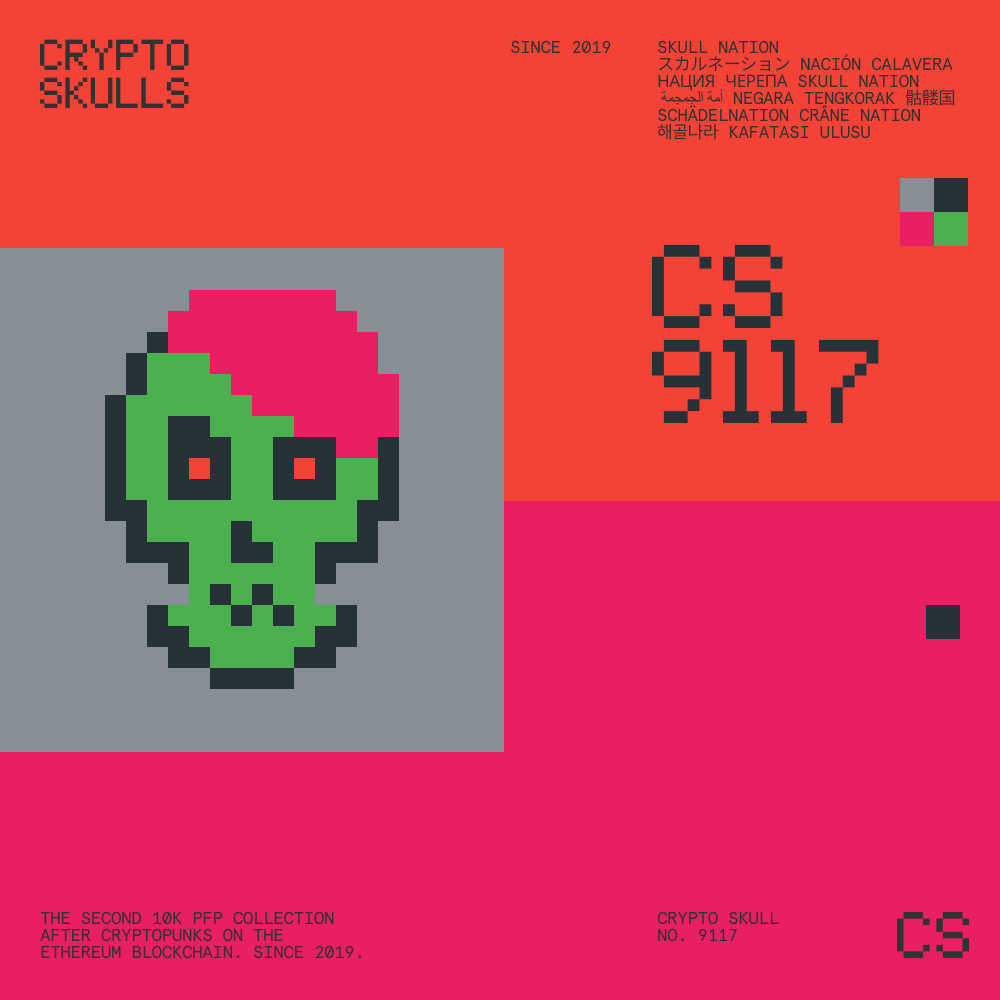 CRYPTO
SKULLS
SINCE 2019
SKULL NATION
スカルネーション NACIÓN CALAVERA
НАЦИЯ ЧЕРЕПА SKULL NATION
أمة الجمجمة NEGARA TENGKORAK 骷髅国
SCHÄDELNATION CRÂNE NATION
해골나라 KAFATASI ULUSU
CS
9117
THE SECOND 10K PFP COLLECTION
AFTER CRYPTOPUNKS ON THE
ETHEREUM BLOCKCHAIN. SINCE 2019.
CRYPTO SKULL
NO. 9117
CS